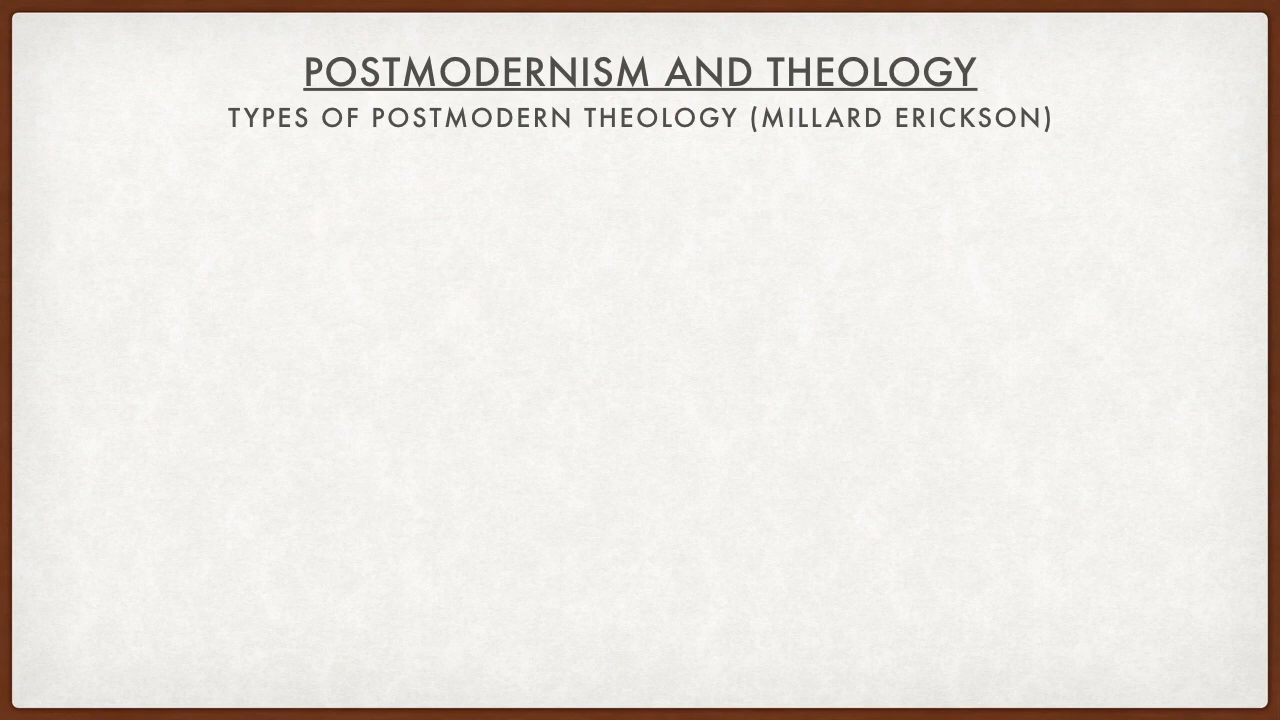 POSTMODERNISM AND THEOLOGY
TYPES OF POSTMODERN THEOLOGY (MILLARD ERICKSON)